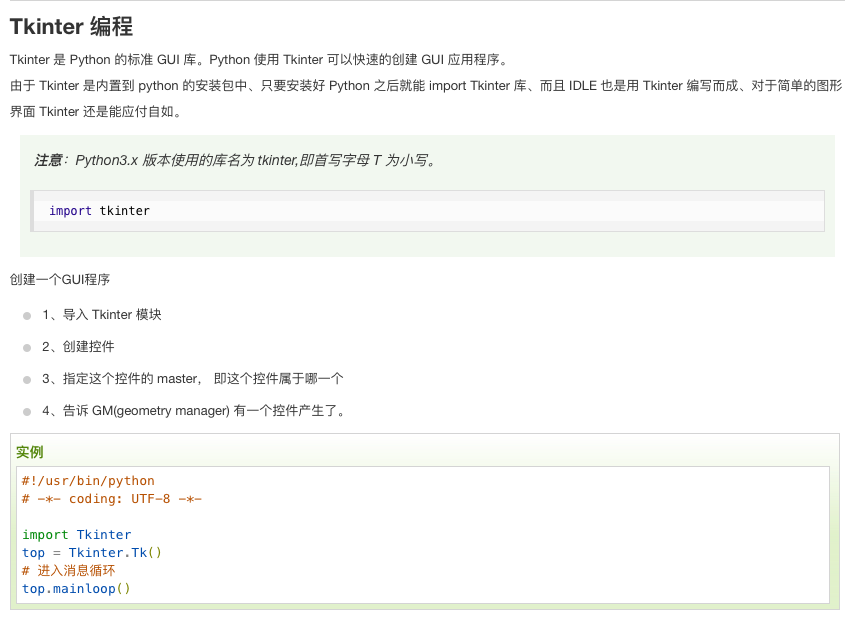 Tkinter 编程
Tkinter 是 Python 的标准 GUI 库。Python 使用 Tkinter 可以快速的创建 GUI 应用程序。
由于 Tkinter 是内置到 python 的安装包中、只要安装好 Python 之后就能 import Tkinter 库、而且 IDLE 也是用 Tkinter 编写而成、对于简单的图形
界面 Tkinter 还是能应付自如。
注意：Python3.x 版本使用的库名为 tkinter,即首写字母 T 为小写。
import tkinter
创建一个GUI程序
1、导入 Tkinter 模块
2、创建控件
3、指定这个控件的 master， 即这个控件属于哪一个
4、告诉 GM(geometry manager) 有一个控件产生了。
实例
#!/usr/bin/python
# -*- coding: UTF-8 -*-
import Tkinter
top = Tkinter.Tk()
# 进入消息循环
top.mainloop()